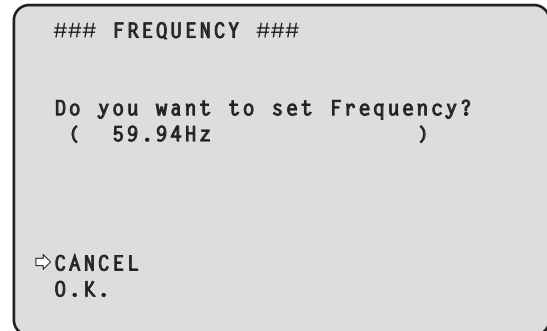 ### FREQUENCY ###
Do you want to set Frequency?
( 59.94Hz )
⇨CANCEL
O.K.